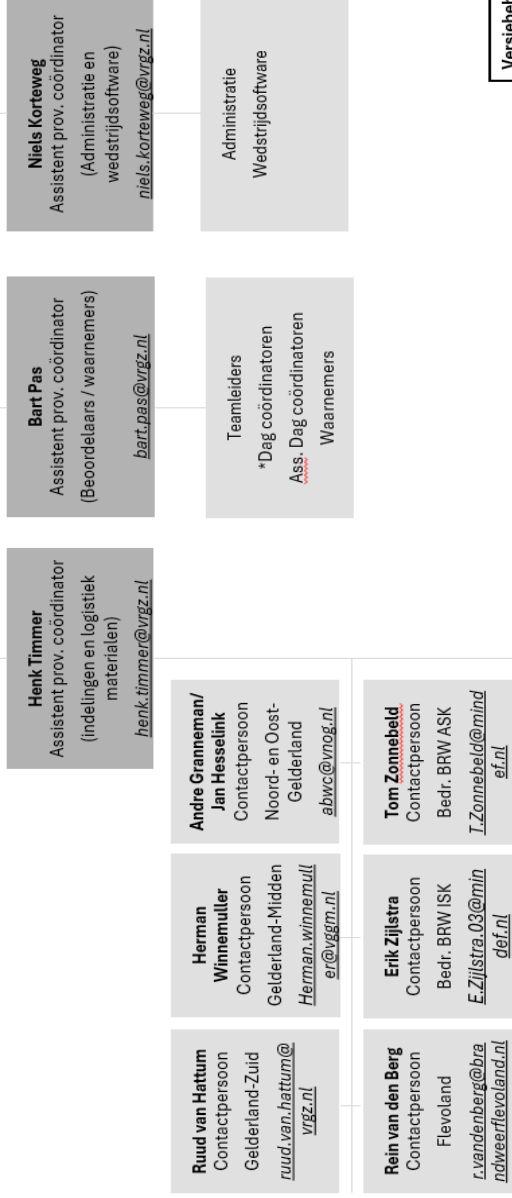 Henk Timmer
Assistent prov. coördinator
(indelingen en logistiek
materialen)
henk.timmer@vrgz.nl
Bart Pas
Assistent prov. coördinator
(Beoordelaars / waarnemers)
bart.pas@vrgz.nl
Niels Korteweg
Assistent prov. coördinator
(Administratie en
wedstrijdsoftware)
niels.korteweg@vrgz.nl
Ruud van Hattum
Contactpersoon
Gelderland-Zuid
ruud.van.hattum@
vrgz.nl
Herman
Winnemuller
Contactpersoon
Gelderland-Midden
Herman.winnemull
er@vggm.nl
Andre Granneman/
Jan Hesselink
Contactpersoon
Noord- en Oost-
Gelderland
abwc@vnog.nl
Teamleiders
*Dag coördinatoren
Ass. Dag coördinatoren
Waarnemers
Administratie
Wedstrijdsoftware
Rein van den Berg
Contactpersoon
Flevoland
r.vandenberg@bra
ndweerflevoland.nl
Erik Zijlstra
Contactpersoon
Bedr. BRW ISK
E.Zijlstra.03@min
def.nl
Tom Zonnebeld
Contactpersoon
Bedr. BRW ASK
T.Zonnebeld@mind
ef.nl